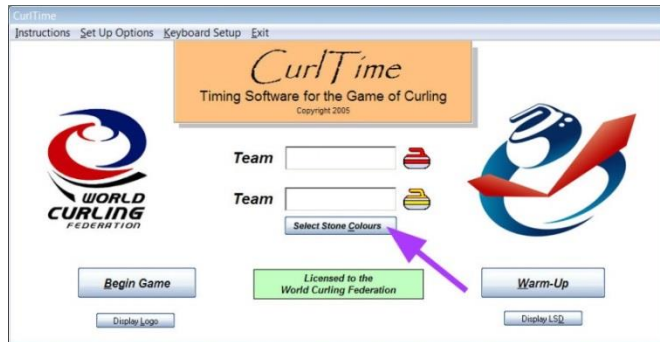 CurlTime
Instructions Set Up Options Keyboard Setup Exit
CurlTime
Timing Software for the Game of Curling
Copyright 2005
WORLD
CURLING
FEDERATION
Team
Team
Select Stone Colours
Begin Game
Licensed to the
World Curling Federation
Warm-Up
Display Logo
Display LSD